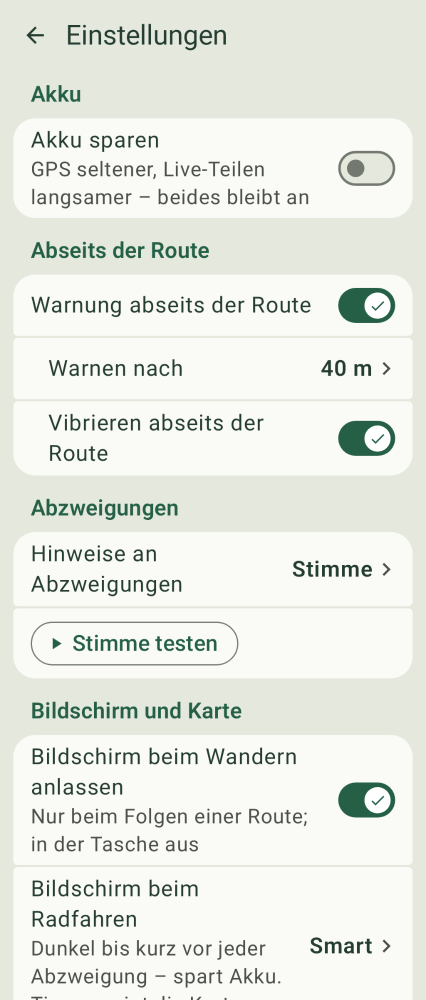 Einstellungen
Akku
Akku sparen
GPS seltener, Live-Teilen
langsamer – beides bleibt an
Abseits der Route
Warnung abseits der Route
Warnen nach
40 m
Vibrieren abseits der
Route
Abzweigungen
Hinweise an
Abzweigungen
Stimme
Stimme testen
Bildschirm und Karte
Bildschirm beim Wandern
anlassen
Nur beim Folgen einer Route;
in der Tasche aus
Bildschirm beim
Radfahren
Dunkel bis kurz vor jeder
Abzweigung – spart Akku.
Smart